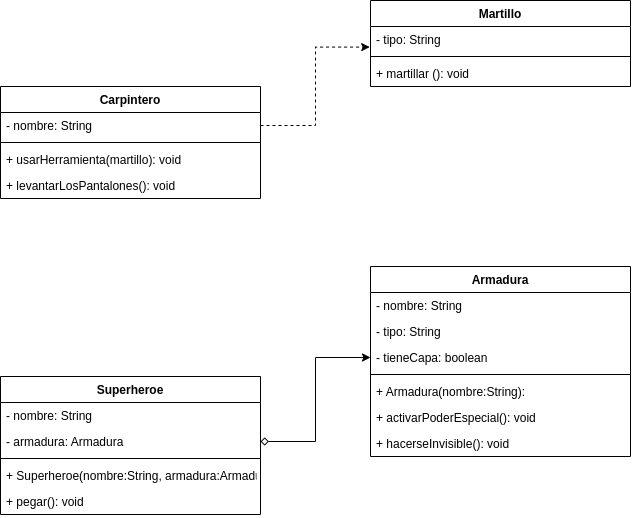 Martillo
- tipo: String
+ martillar (): void
Carpintero
- nombre: String
+ usarHerramienta(martillo): void
+ levantarLosPantalones(): void
Armadura
- nombre: String
- tipo: String
- tieneCapa: boolean
+ Armadura(nombre:String):
+ activarPoderEspecial(): void
+ hacerseInvisible(): void
Superheroe
- nombre: String
- armadura: Armadura
+ Superheroe(nombre:String, armadura:Armadu
+ pegar(): void